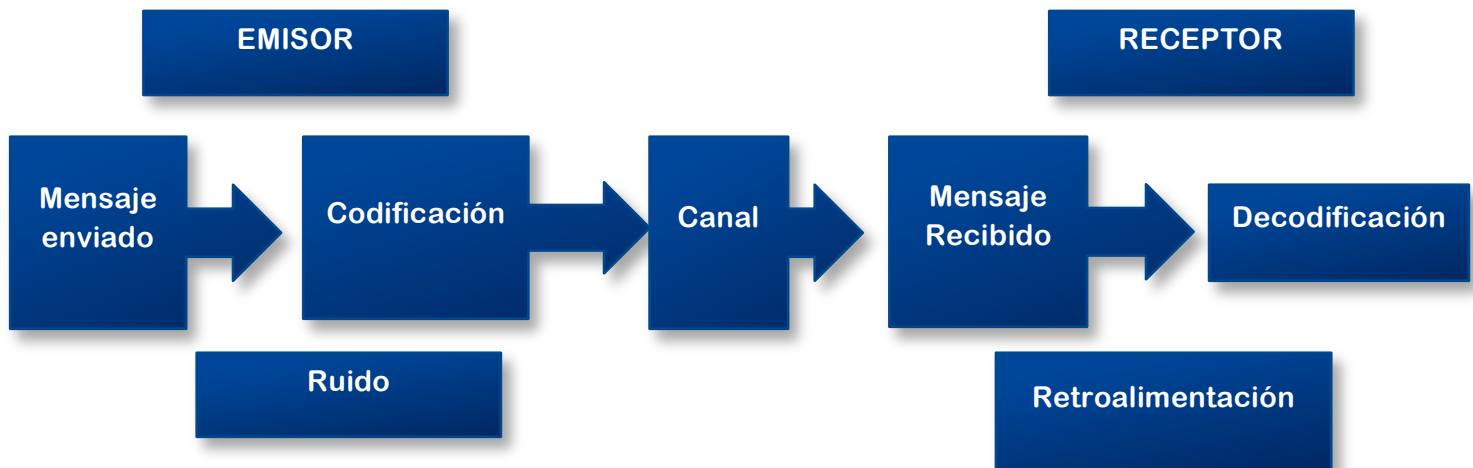 EMISOR
RECEPTOR
Mensaje
enviado
Codificación
Canal
Mensaje
Recibido
Decodificación
Ruido
Retroalimentación